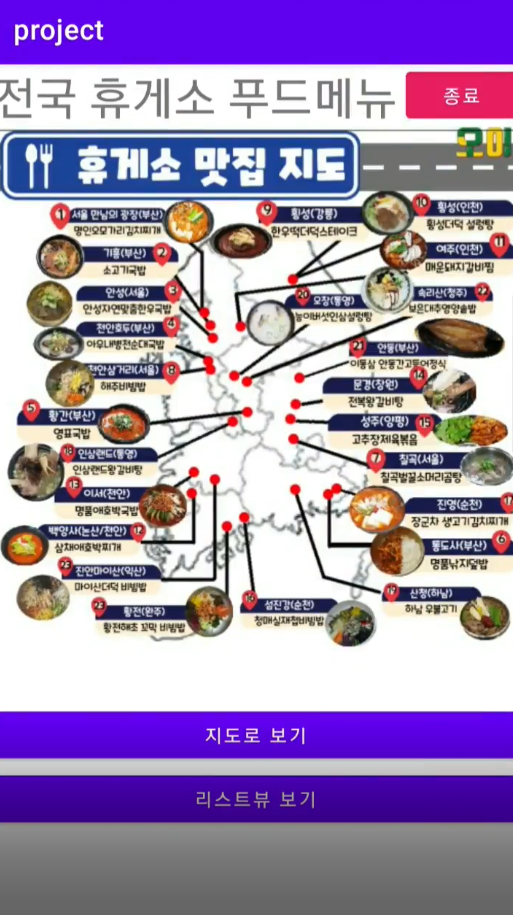 project
전국 휴게소 푸드메뉴
종료
휴게소 맛집 지도
오마
1 서울 만남의 광장(부산)
명인오모가리김치찌개
9 횡성(강릉)
한우떡더덕스테이크
10 횡성(인천)
횡성더덕 설렁탕
기흥(부산) 2
소고기국밥
여주(인천) 11
매운돼지갈비찜
안성(서울) 3
안성자연맞춤한우국밥
20 오창(통영)
능이버섯인삼설렁탕
속리산(청주) 22
보은대추영양솥밥
천안호두(부산) 4
아우내병천순대국밥
21 안동(부산)
이동삼 안동간고등어정식
천안삼거리(서울) 8
해주비빔밥
문경(창원) 14
전복왕갈비탕
5 황간(부산)
성주(양평) 15
고추장제육볶음
18 인삼랜드(통영)
인삼랜드왕갈비탕
7 칠곡(서울)
칠곡벌꿀소머리곰탕
13 이서(천안)
명품애호박국밥
진영(순천) 17
장군차 생고기김치찌개
백양사(논산/천안) 12
삼채애호박찌개
통도사(부산) 6
명품낙지덮밥
23 진안마이산(익산)
마이산더덕 비빔밥
19 산청(하남)
하남 우불고기
황전(완주)
황전해초 꼬막 비빔밥
16 섬진강(순천)
청매실재첩비빔밥
지도로 보기
리스트뷰 보기